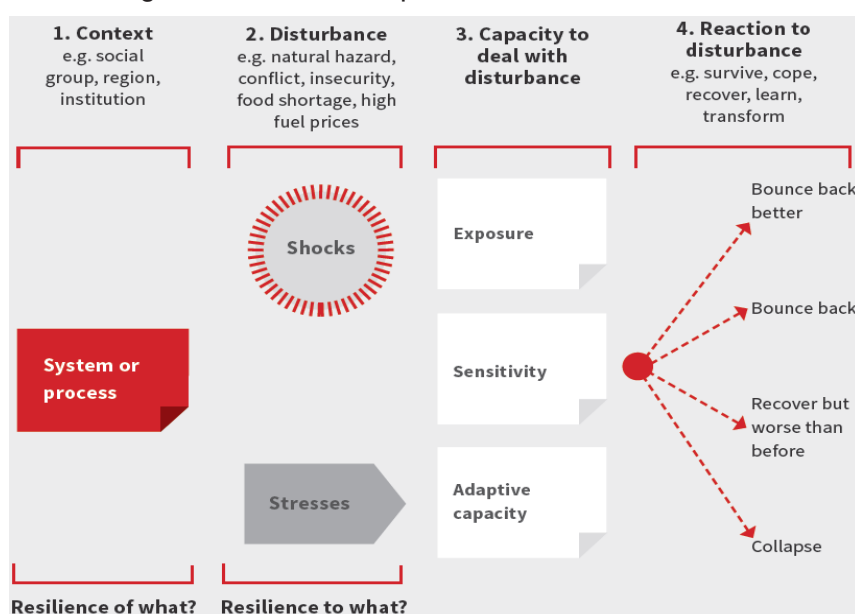 1. Context
e.g. social
group, region,
institution
2. Disturbance
e.g. natural hazard,
conflict, insecurity,
food shortage, high
fuel prices
3. Capacity to
deal with
disturbance
4. Reaction to
disturbance
e.g. survive, cope,
recover, learn,
transform
System or
process
Shocks
Stresses
Exposure
Sensitivity
Adaptive
capacity
Bounce back
better
Bounce back
Recover but
worse than
before
Collapse
Resilience of what?
Resilience to what?